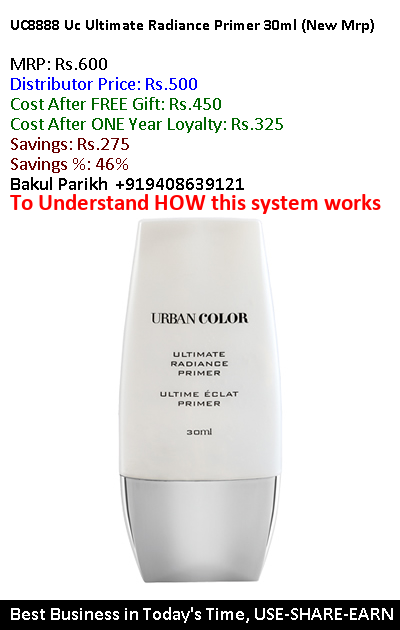 UC8888 Uc Ultimate Radiance Primer 30ml (New Mrp)
MRP: Rs.600
Distributor Price: Rs.500
Cost After FREE Gift: Rs.450
Cost After ONE Year Loyalty: Rs.325
Savings: Rs.275
Savings %: 46%
Bakul Parikh +919408639121
To Understand HOW this system works
URBAN COLOR
ULTIMATE
RADIANCE
PRIMER
ULTIME ÉCLAT
PRIMER
30ml
Best Business in Today's Time, USE-SHARE-EARN